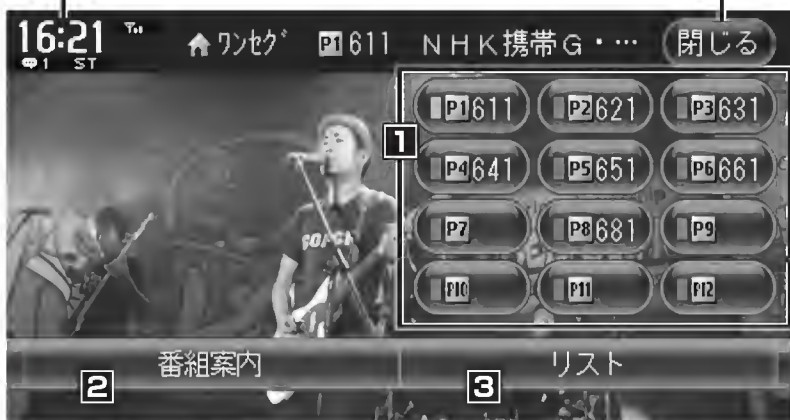 16:21 ワンセグ P1 611 NHK携帯G・… 閉じる
1 ST
1
P1 611 P2 621 P3 631
P4 641 P5 651 P6 661
P7 P8 681 P9
P10 P11 P12
番組案内 リスト
2 3